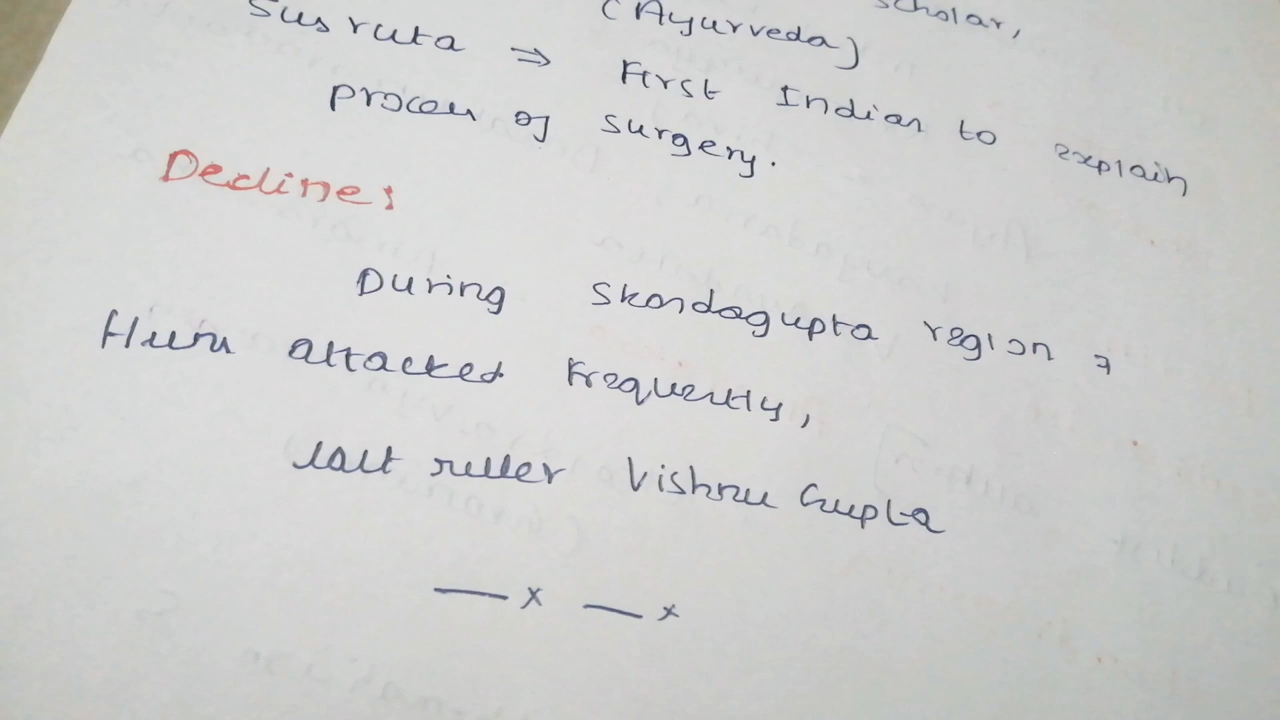 scholar,
(Ayurveda)
Susruta ⇒ First Indian to explain
process of surgery.
Decline:
During Skandagupta region,
Huns attacked frequently,
last ruler Vishnu Gupta
— x — x